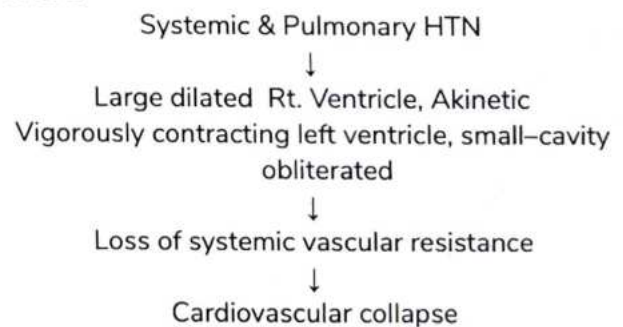 Systemic & Pulmonary HTN
↓
Large dilated Rt. Ventricle, Akinetic
Vigorously contracting left ventricle, small–cavity
obliterated
↓
Loss of systemic vascular resistance
↓
Cardiovascular collapse